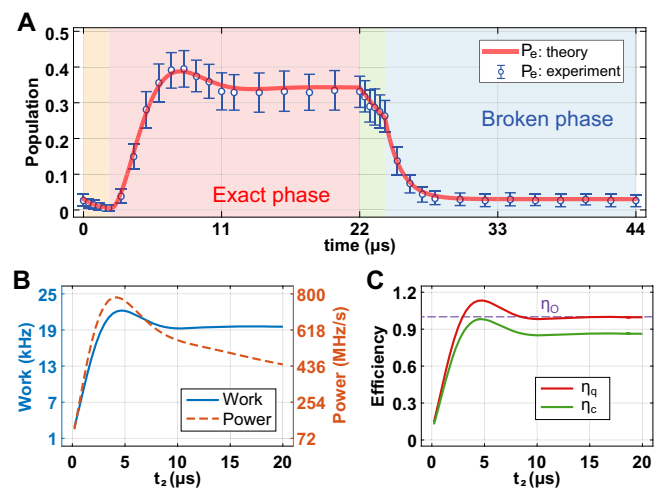 A
0.5
0.4
0.3
0.2
0.1
0
Population
Pₑ: theory
Pₑ: experiment
Exact phase
Broken phase
0
11
22
33
44
time (μs)
B
25
19
13
7
1
Work (kHz)
800
618
436
254
72
Power (MHz/s)
Work
Power
0
5
10
15
20
t₂ (μs)
C
1.2
0.9
0.6
0.3
0
Efficiency
ηO
ηq
ηc
0
5
10
15
20
t₂ (μs)